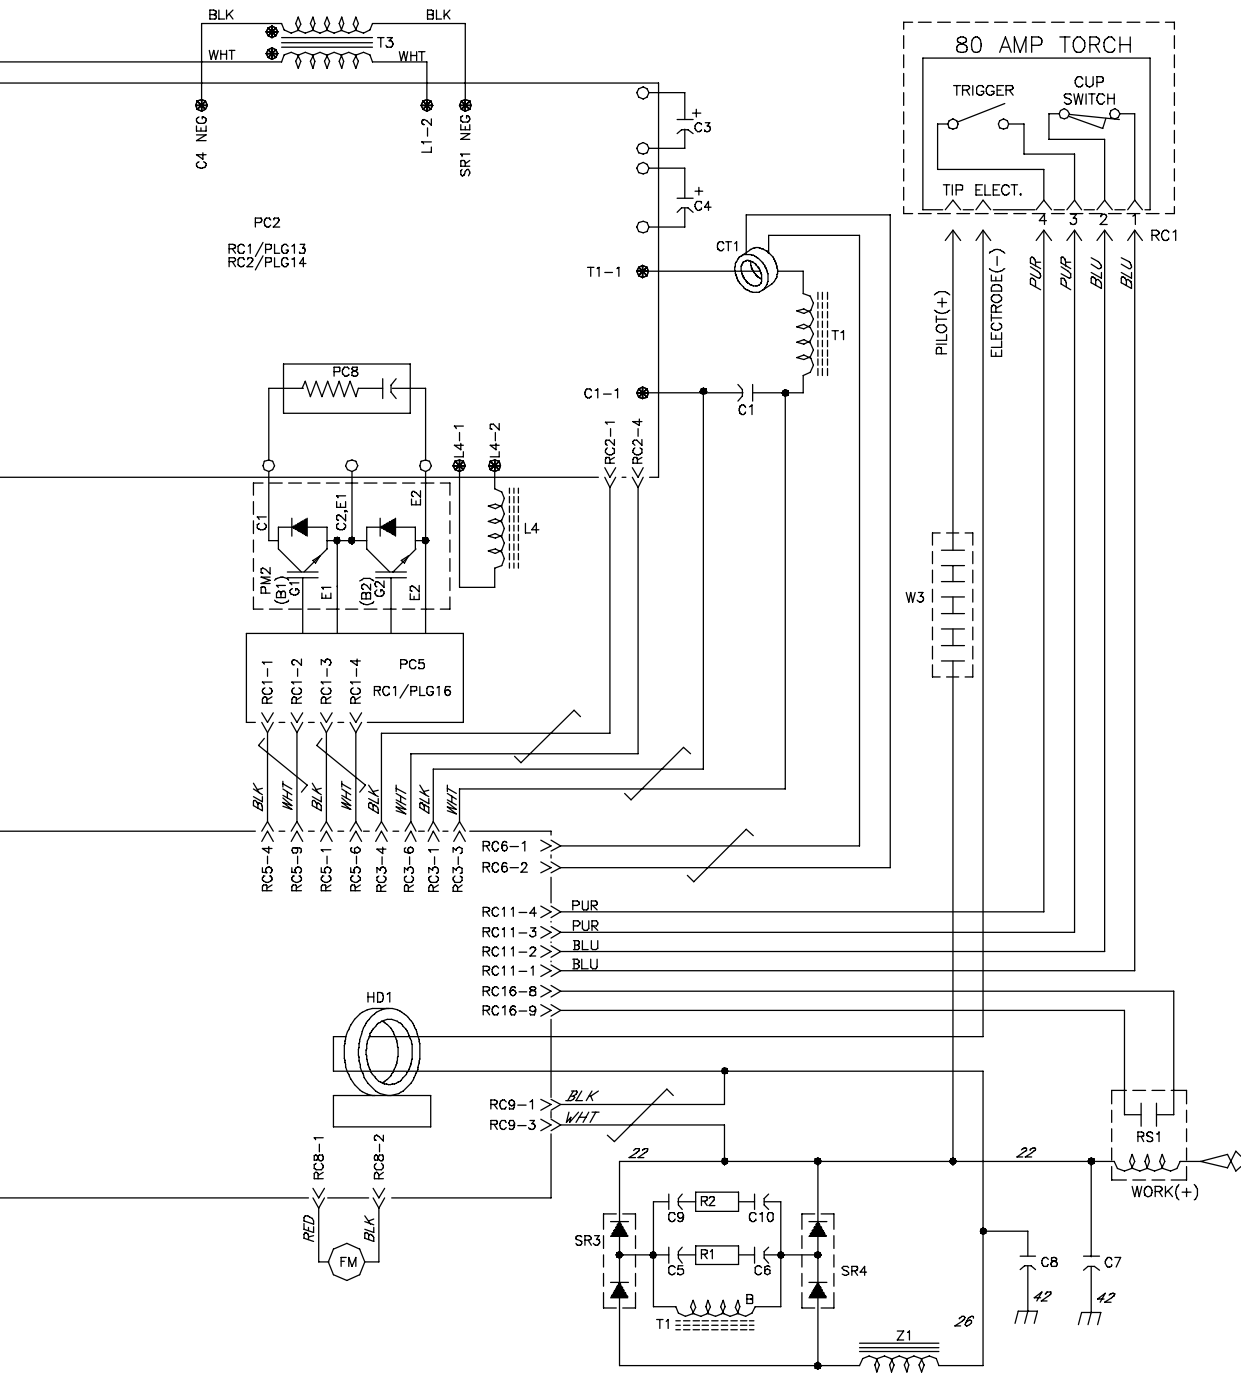 BLK
BLK
80 AMP TORCH
T3
WHT
WHT
TRIGGER
CUP
SWITCH
C4 NEG
L1-2
SR1 NEG
+
C3
TIP ELECT.
+
C4
4
3
2
1
RC1
PC2
RC1/PLG13
RC2/PLG14
CT1
T1-1
PILOT(+)
ELECTRODE(-)
PUR
PUR
BLU
BLU
T1
PC8
C1-1
C1
L4-1
L4-2
RC2-1
RC2-4
C1
C2,E1
E2
L4
PM2
(B1)
G1
E1
(B2)
G2
E2
W3
PC5
RC1/PLG16
RC1-1
RC1-2
RC1-3
RC1-4
BLK
WHT
BLK
WHT
BLK
WHT
BLK
WHT
RC5-4
RC5-9
RC5-1
RC5-6
RC3-4
RC3-6
RC3-1
RC3-3
RC6-1
RC6-2
RC11-4
PUR
RC11-3
PUR
RC11-2
BLU
RC11-1
BLU
RC16-8
RC16-9
HD1
RC9-1
BLK
RC9-3
WHT
RS1
WORK(+)
22
22
RC8-1
RC8-2
RED
BLK
FM
C9
R2
C10
SR3
C5
R1
C6
SR4
C8
C7
B
T1
42
42
26
Z1